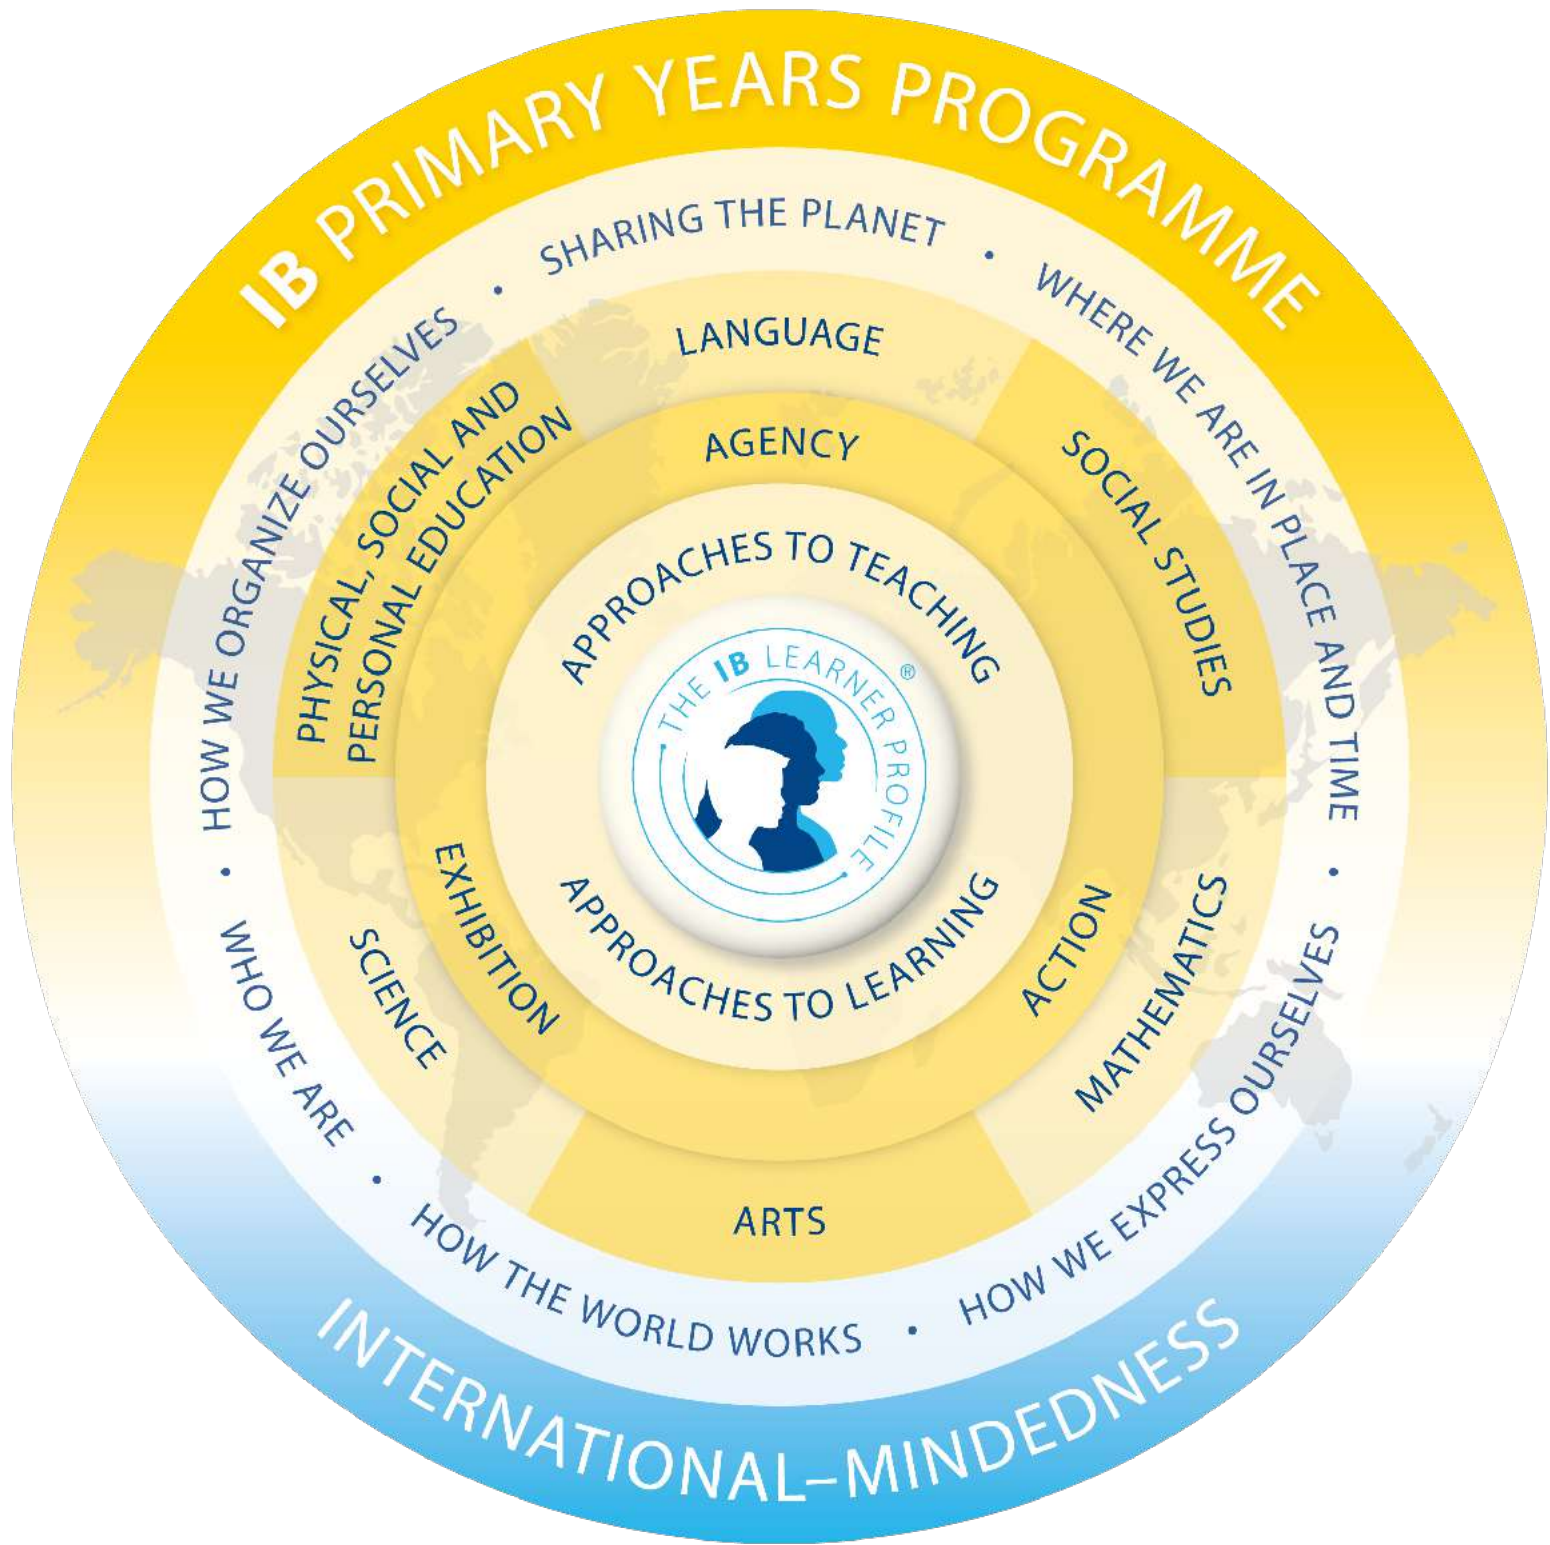 IB PRIMARY YEARS PROGRAMME
SHARING THE PLANET
•
WHERE WE ARE IN PLACE AND TIME
•
HOW WE EXPRESS OURSELVES
•
HOW THE WORLD WORKS
•
WHO WE ARE
•
HOW WE ORGANIZE OURSELVES
•
LANGUAGE
SOCIAL STUDIES
MATHEMATICS
ARTS
SCIENCE
PHYSICAL, SOCIAL AND
PERSONAL EDUCATION
AGENCY
ACTION
EXHIBITION
APPROACHES TO TEACHING
APPROACHES TO LEARNING
THE IB LEARNER PROFILE
®
INTERNATIONAL–MINDEDNESS